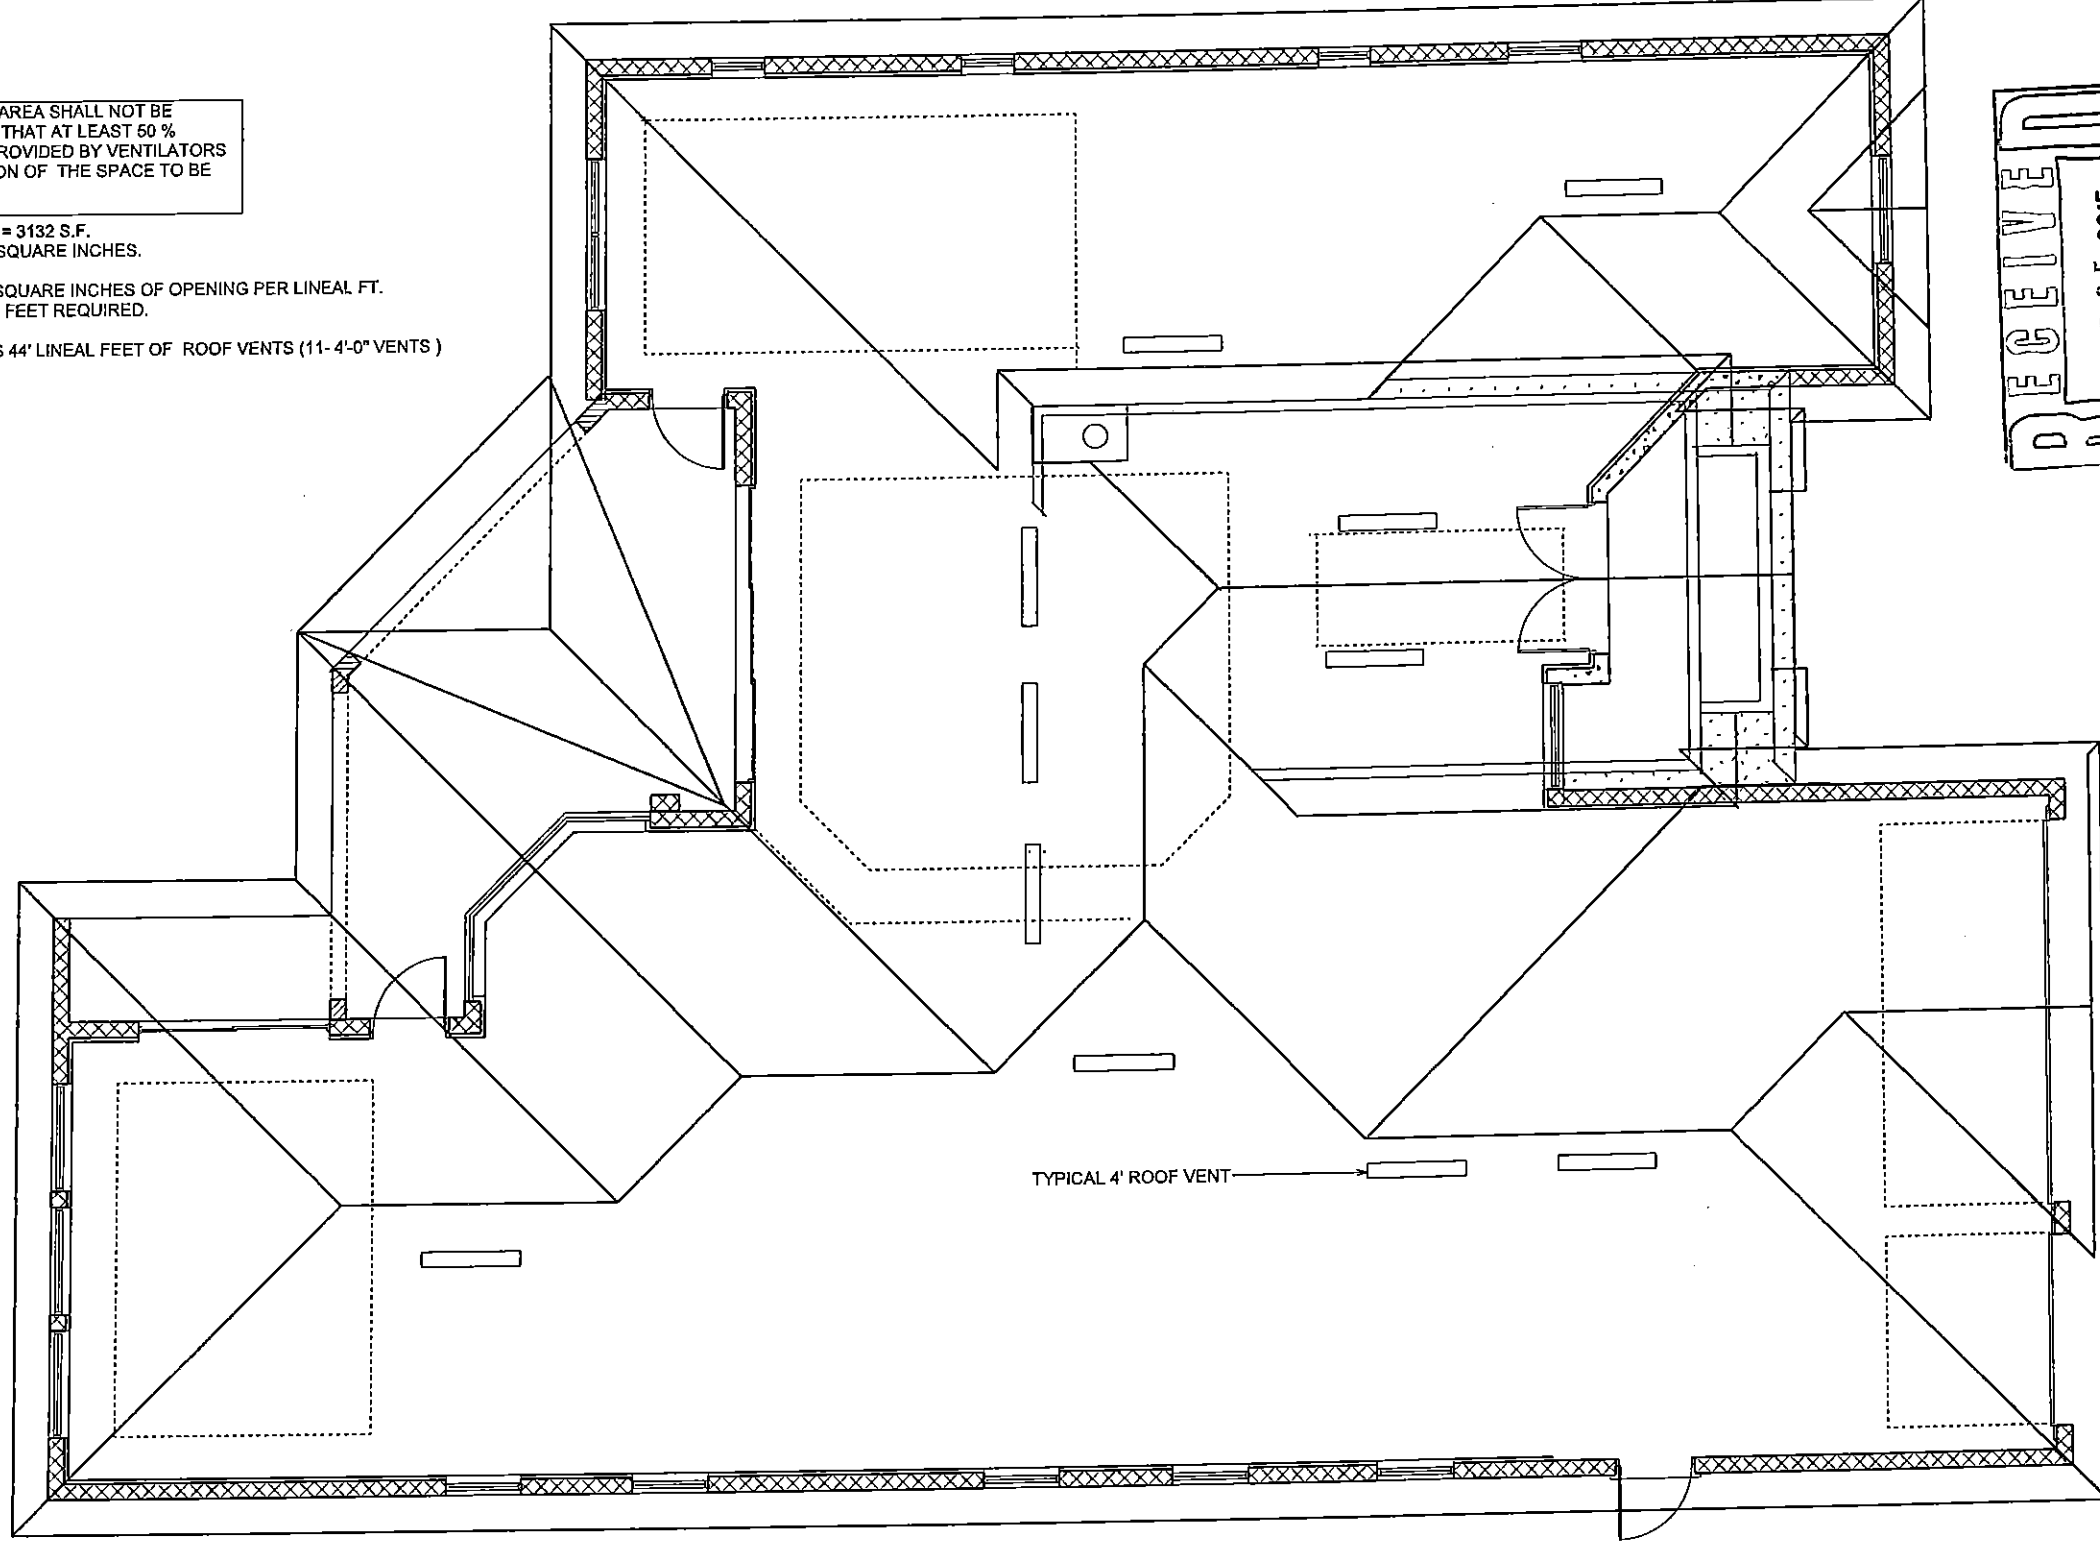 AREA SHALL NOT BE
THAT AT LEAST 50 %
ROVIDED BY VENTILATORS
ON OF THE SPACE TO BE
= 3132 S.F.
SQUARE INCHES.
SQUARE INCHES OF OPENING PER LINEAL FT.
FEET REQUIRED.
S 44' LINEAL FEET OF ROOF VENTS (11- 4'-0" VENTS )
TYPICAL 4' ROOF VENT
RECEIVED